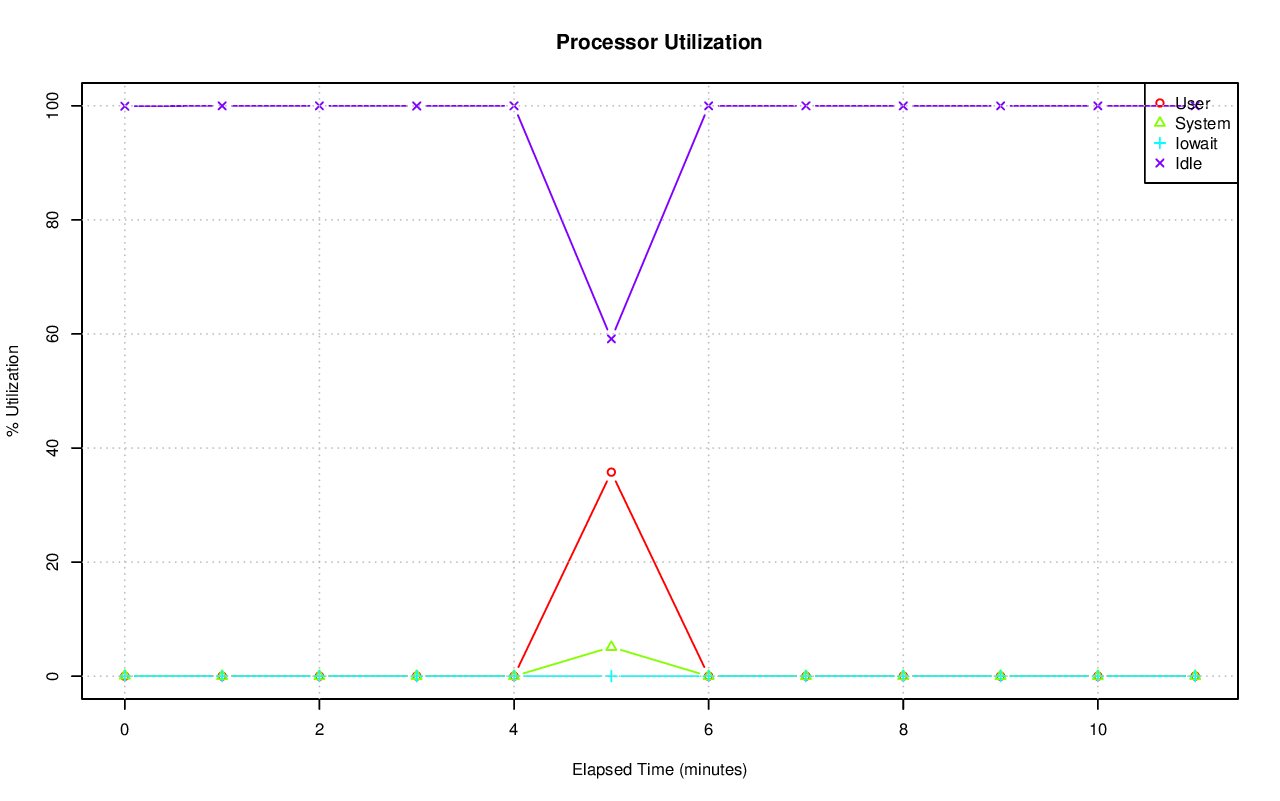 Processor Utilization
100
80
60
40
20
0
% Utilization
User
System
Iowait
Idle
0 2 4 6 8 10
Elapsed Time (minutes)